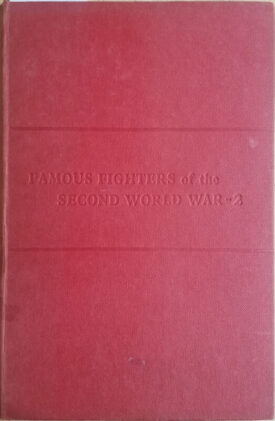 FAMOUS FIGHTERS of the
SECOND WORLD WAR-2